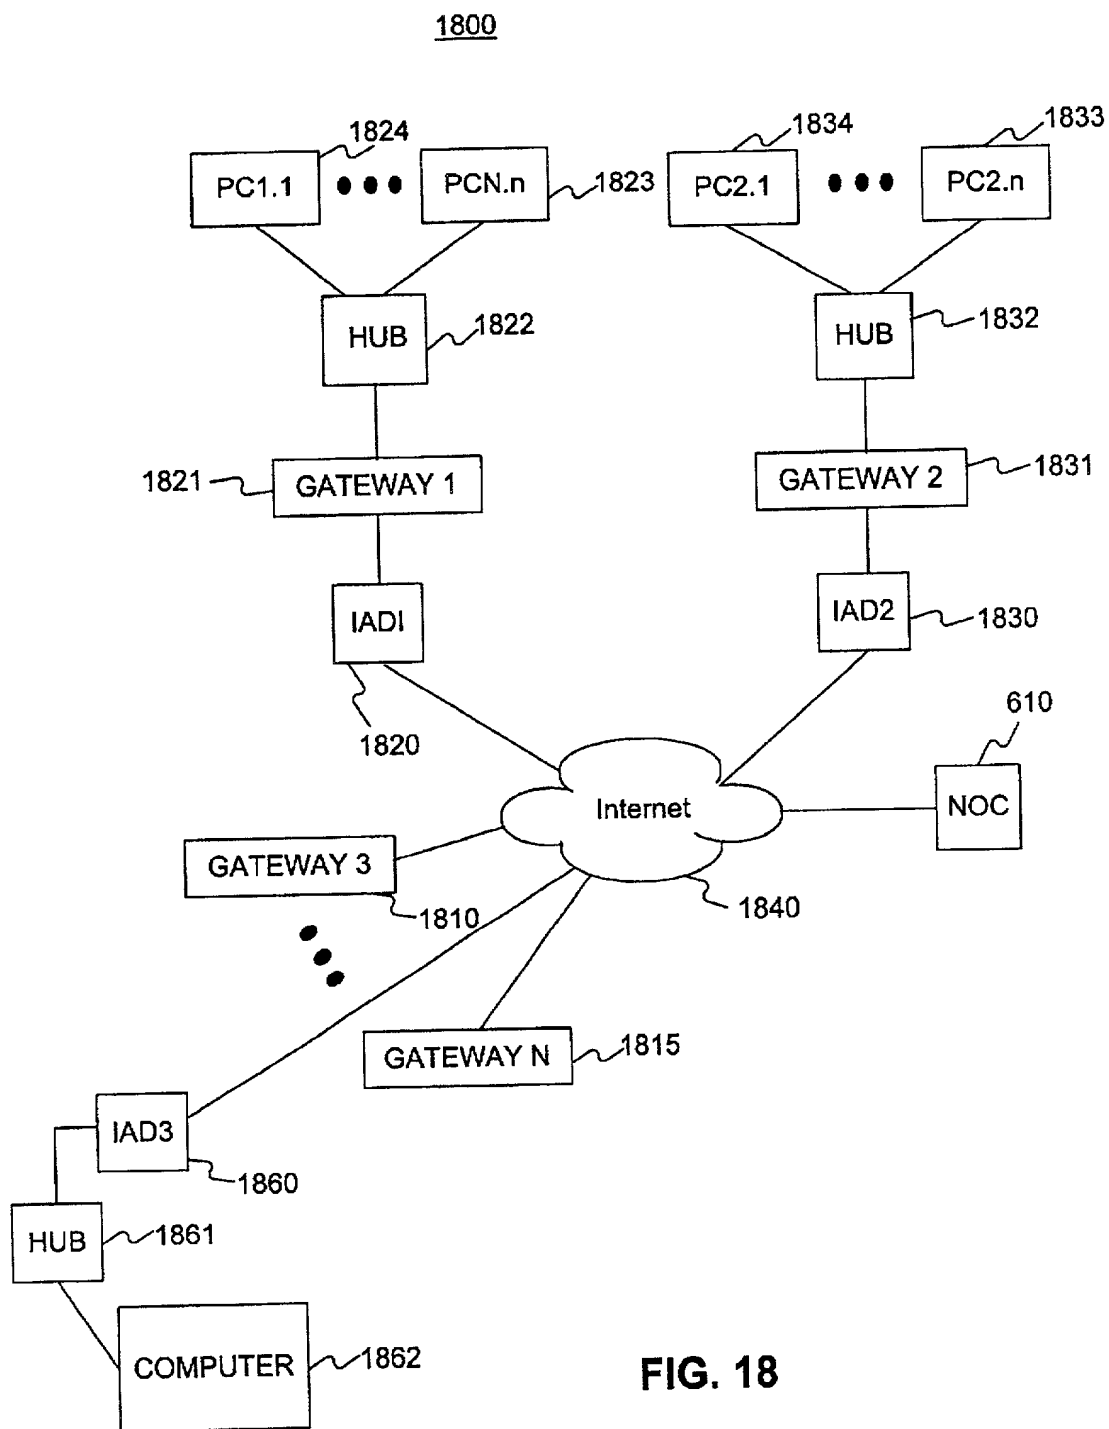 1800
1824
1834
1833
PC1.1
PCN.n
1823
PC2.1
PC2.n
HUB
1822
HUB
1832
1821
GATEWAY 1
GATEWAY 2
1831
IADI
IAD2
1830
1820
610
Internet
NOC
GATEWAY 3
1810
1840
GATEWAY N
1815
IAD3
1860
HUB
1861
COMPUTER
1862
FIG. 18